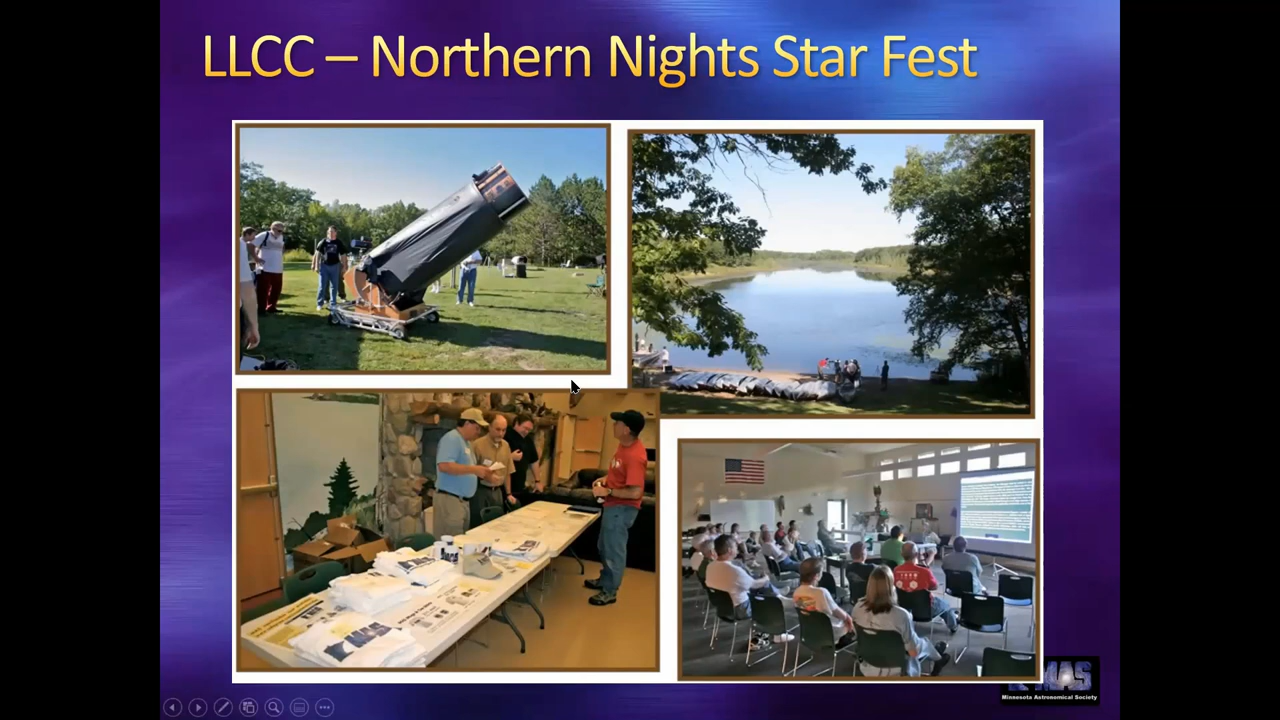 LLCC – Northern Nights Star Fest
MAS
Minnesota Astronomical Society